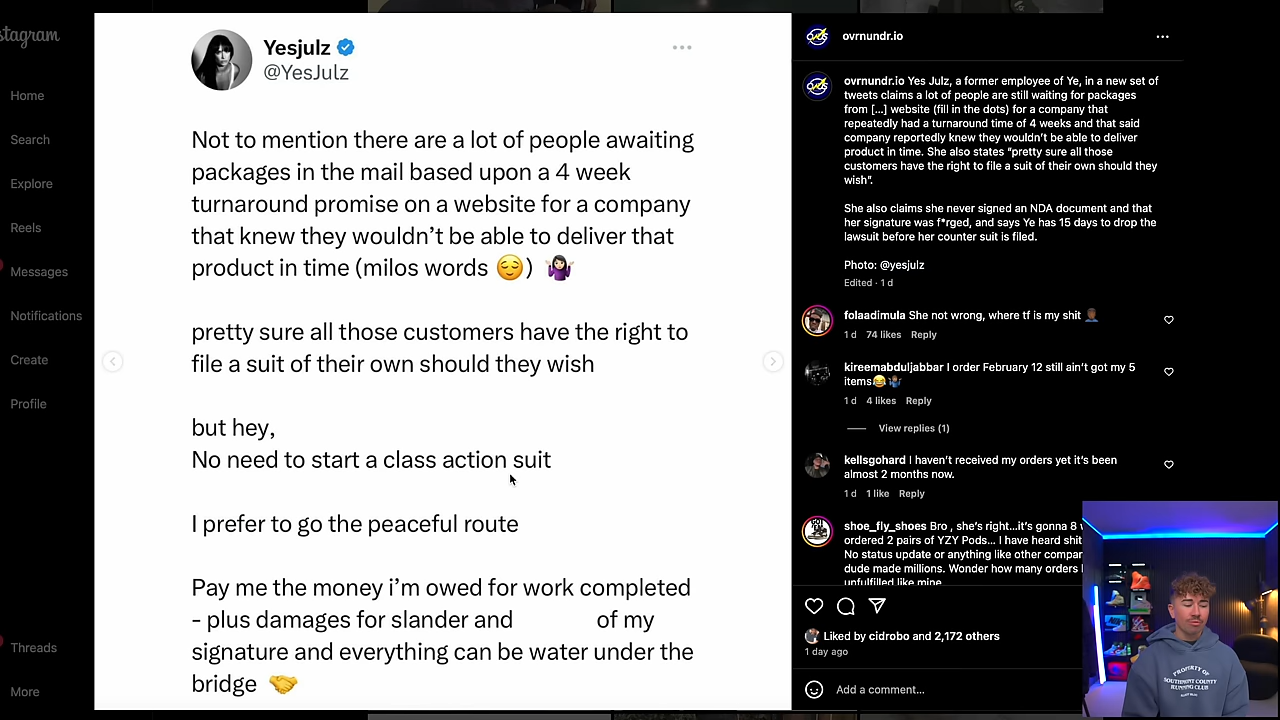 stagram
Home
Search
Explore
Reels
Messages
Notifications
Create
Profile
Threads
More
Yesjulz
@YesJulz
Not to mention there are a lot of people awaiting
packages in the mail based upon a 4 week
turnaround promise on a website for a company
that knew they wouldn't be able to deliver that
product in time (milos words 😌) 🤷🏻‍♀️
pretty sure all those customers have the right to
file a suit of their own should they wish
but hey,
No need to start a class action suit
I prefer to go the peaceful route
Pay me the money i'm owed for work completed
- plus damages for slander and of my
signature and everything can be water under the
bridge 🤝
ovrnundr.io
ovrnundr.io Yes Julz, a former employee of Ye, in a new set of
tweets claims a lot of people are still waiting for packages
from [...] website (fill in the dots) for a company that
repeatedly had a turnaround time of 4 weeks and that said
company reportedly knew they wouldn't be able to deliver
product in time. She also states "pretty sure all those
customers have the right to file a suit of their own should they
wish".
She also claims she never signed an NDA document and that
her signature was f*rged, and says Ye has 15 days to drop the
lawsuit before her counter suit is filed.
Photo: @yesjulz
Edited · 1 d
folaadimula She not wrong, where tf is my shit 🤦🏾‍♂️
1 d 74 likes Reply
kireemabduljabbar I order February 12 still ain't got my 5
items😂🤷🏾‍♂️
1 d 4 likes Reply
View replies (1)
kellsgohard I haven't received my orders yet it's been
almost 2 months now.
1 d 1 like Reply
shoe_fly_shoes Bro , she's right...it's gonna 8
ordered 2 pairs of YZY Pods... I have heard shit
No status update or anything like other
dude made millions. Wonder how many orders
unfulfilled like mine
Liked by cidrobo and 2,172 others
1 day ago
Add a comment...
PROPERTY OF
SOUTHMONT COUNTY
RUNNING CLUB